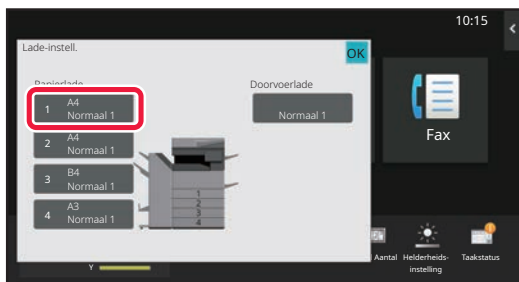 10:15
Lade-instell.
OK
Papierlade
Doorvoerlade
1 A4
Normaal 1
Normaal 1
2 A4
Normaal 1
3 B4
Normaal 1
4 A3
Normaal 1
1
2
3
4
Fax
Aantal
Helderheids-
instelling
Taakstatus
Y